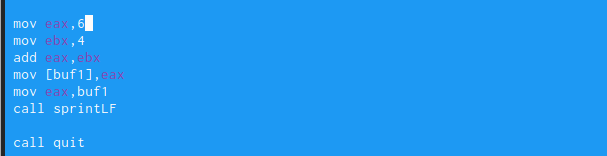 mov eax,6
mov ebx,4
add eax,ebx
mov [buf1],eax
mov eax,buf1
call sprintLF
call quit